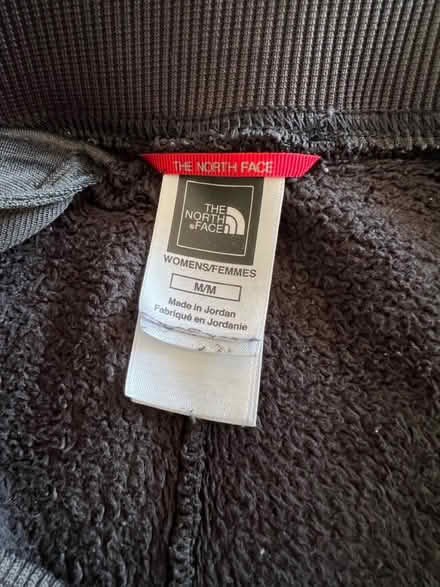 THE NORTH FACE
THE
NORTH
®FACE
WOMENS/FEMMES
M/M
Made in Jordan
Fabriqué en Jordanie